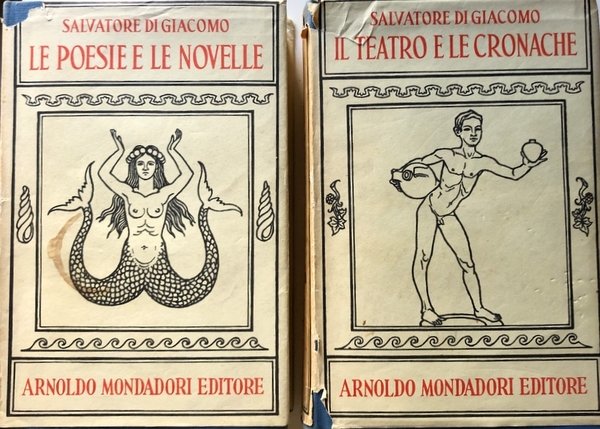 SALVATORE DI GIACOMO
LE POESIE E LE NOVELLE
ARNOLDO MONDADORI EDITORE
SALVATORE DI GIACOMO
IL TEATRO E LE CRONACHE
ARNOLDO MONDADORI EDITORE